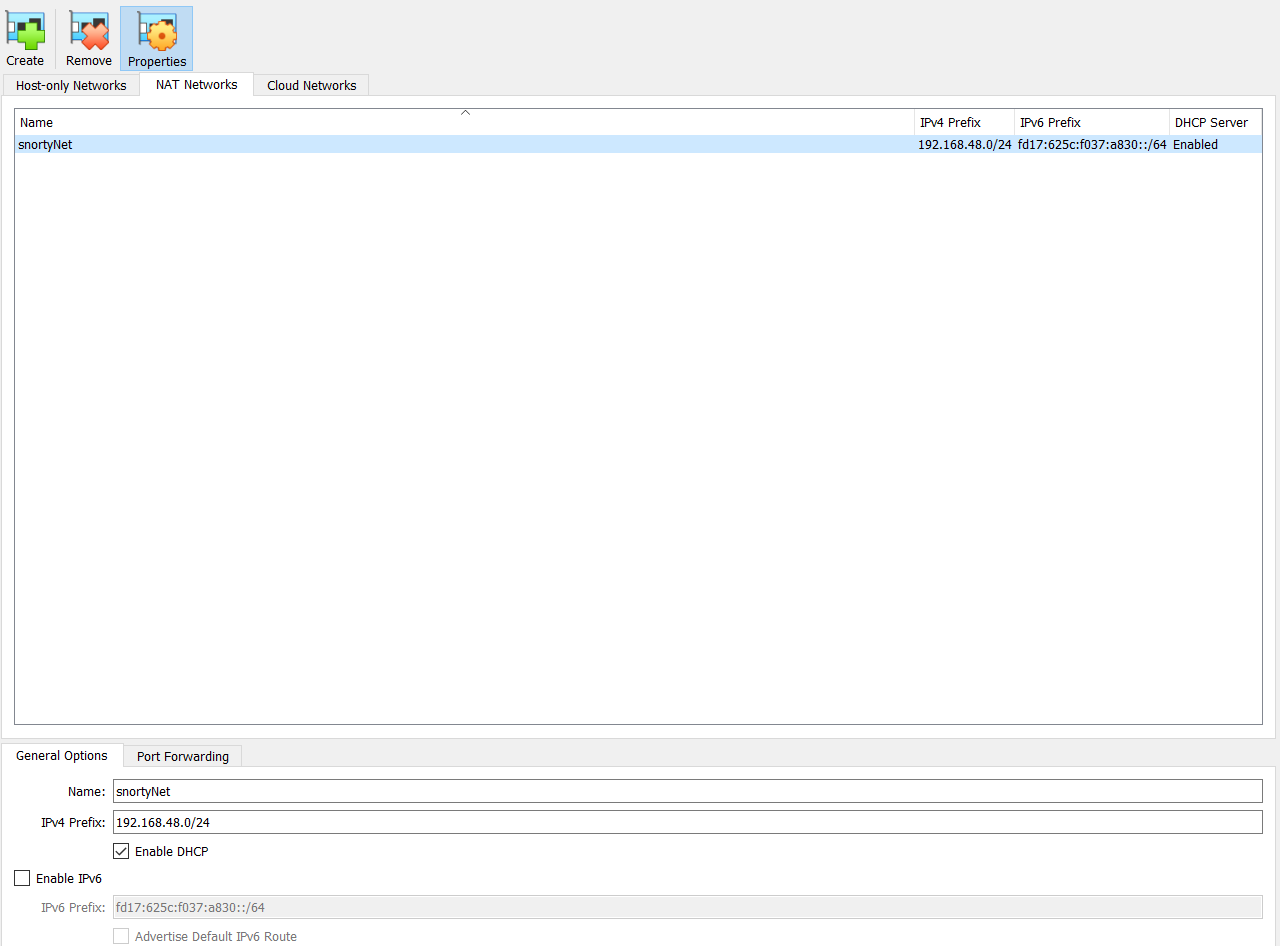 Create Remove Properties
Host-only Networks NAT Networks Cloud Networks
Name IPv4 Prefix IPv6 Prefix DHCP Server
snortyNet 192.168.48.0/24 fd17:625c:f037:a830::/64 Enabled
General Options Port Forwarding
Name: snortyNet
IPv4 Prefix: 192.168.48.0/24
Enable DHCP
Enable IPv6
IPv6 Prefix: fd17:625c:f037:a830::/64
Advertise Default IPv6 Route